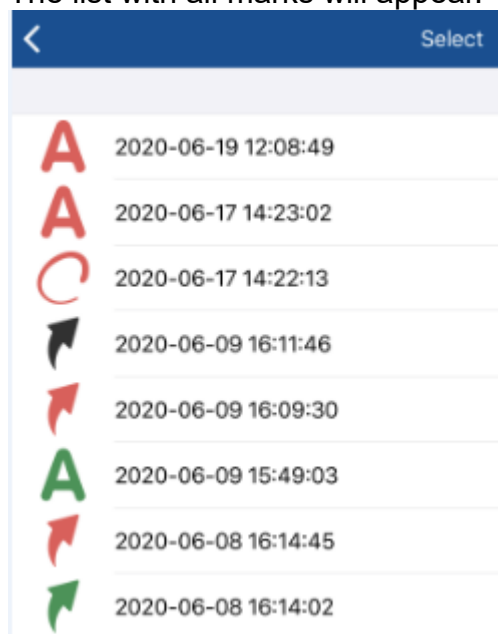 The list with all marks will appear.
Select
A 2020-06-19 12:08:49
A 2020-06-17 14:23:02
2020-06-17 14:22:13
2020-06-09 16:11:46
2020-06-09 16:09:30
A 2020-06-09 15:49:03
2020-06-08 16:14:45
2020-06-08 16:14:02